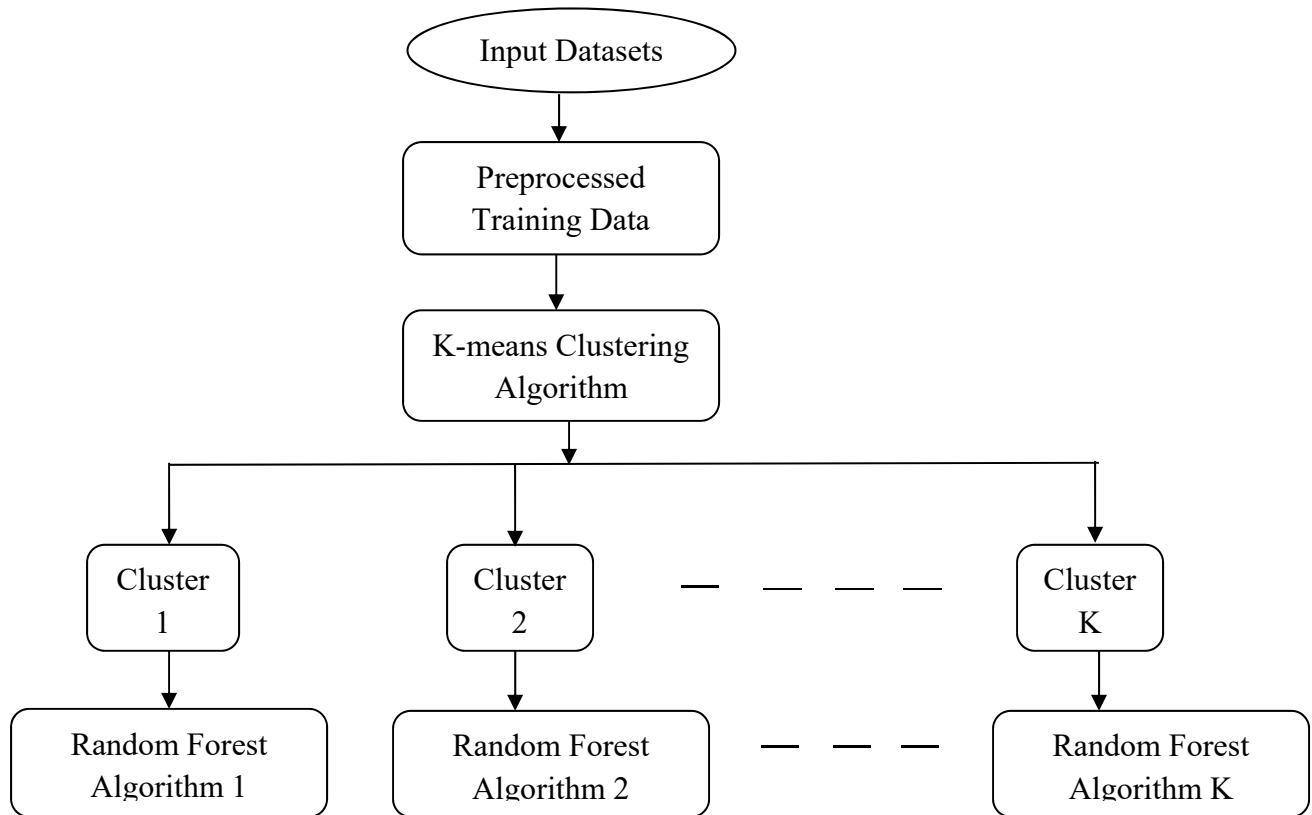 Input Datasets
Preprocessed
Training Data
K-means Clustering
Algorithm
Cluster
1
Cluster
2
Cluster
K
Random Forest
Algorithm 1
Random Forest
Algorithm 2
Random Forest
Algorithm K